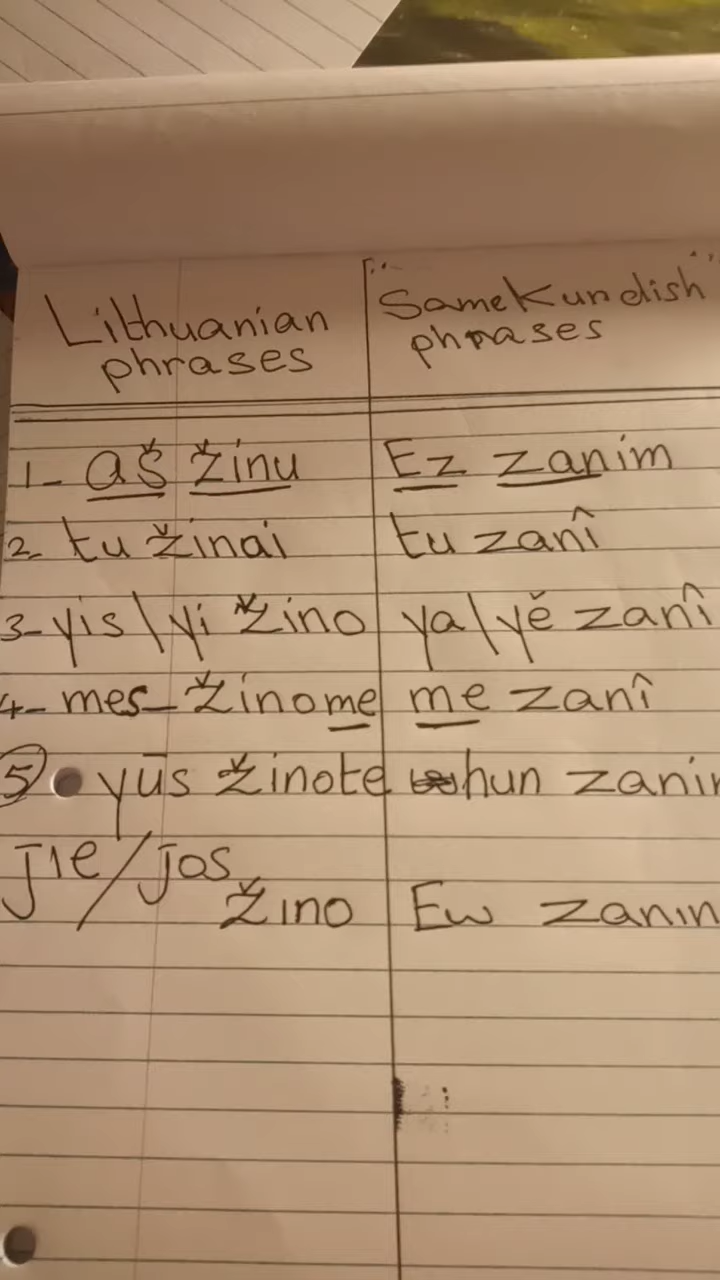 Lithuanian phrases
Same Kurdish phrases
1- aš žinu Ez zanim
2- tu žinai tu zanî
3- yis\yi žino ya\yě zanî
4- mes- žinome me zanî
5 yūs žinote hun zanin
Jie/jos žino Ew zanin